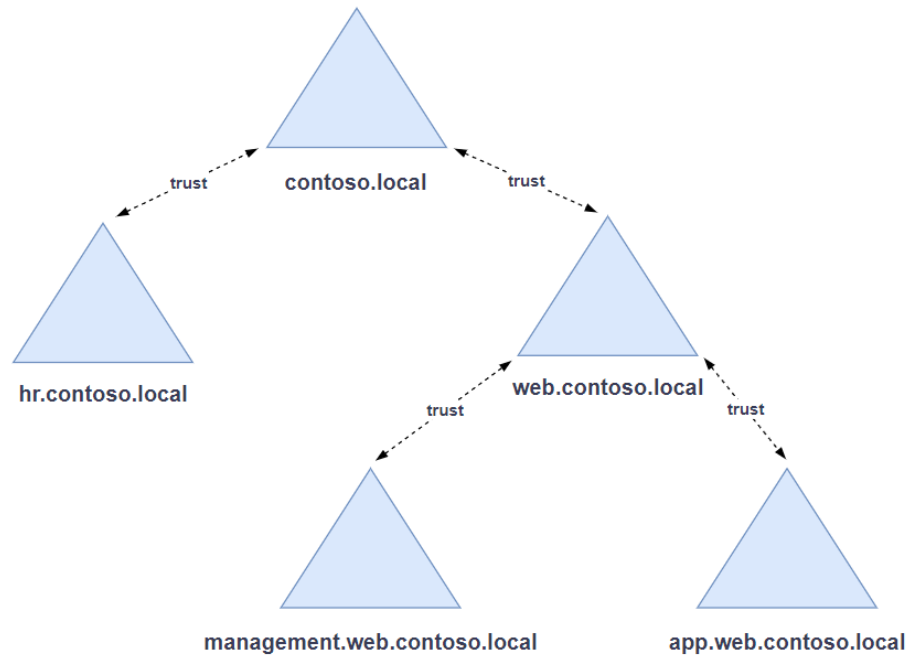 contoso.local
trust
trust
hr.contoso.local
web.contoso.local
trust
trust
management.web.contoso.local
app.web.contoso.local